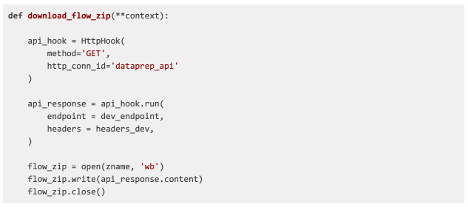 def download_flow_zip(**context):
    api_hook = HttpHook(
        method='GET',
        http_conn_id='dataprep_api'
    )
    api_response = api_hook.run(
        endpoint = dev_endpoint,
        headers = headers_dev,
    )
    flow_zip = open(zname, 'wb')
    flow_zip.write(api_response.content)
    flow_zip.close()